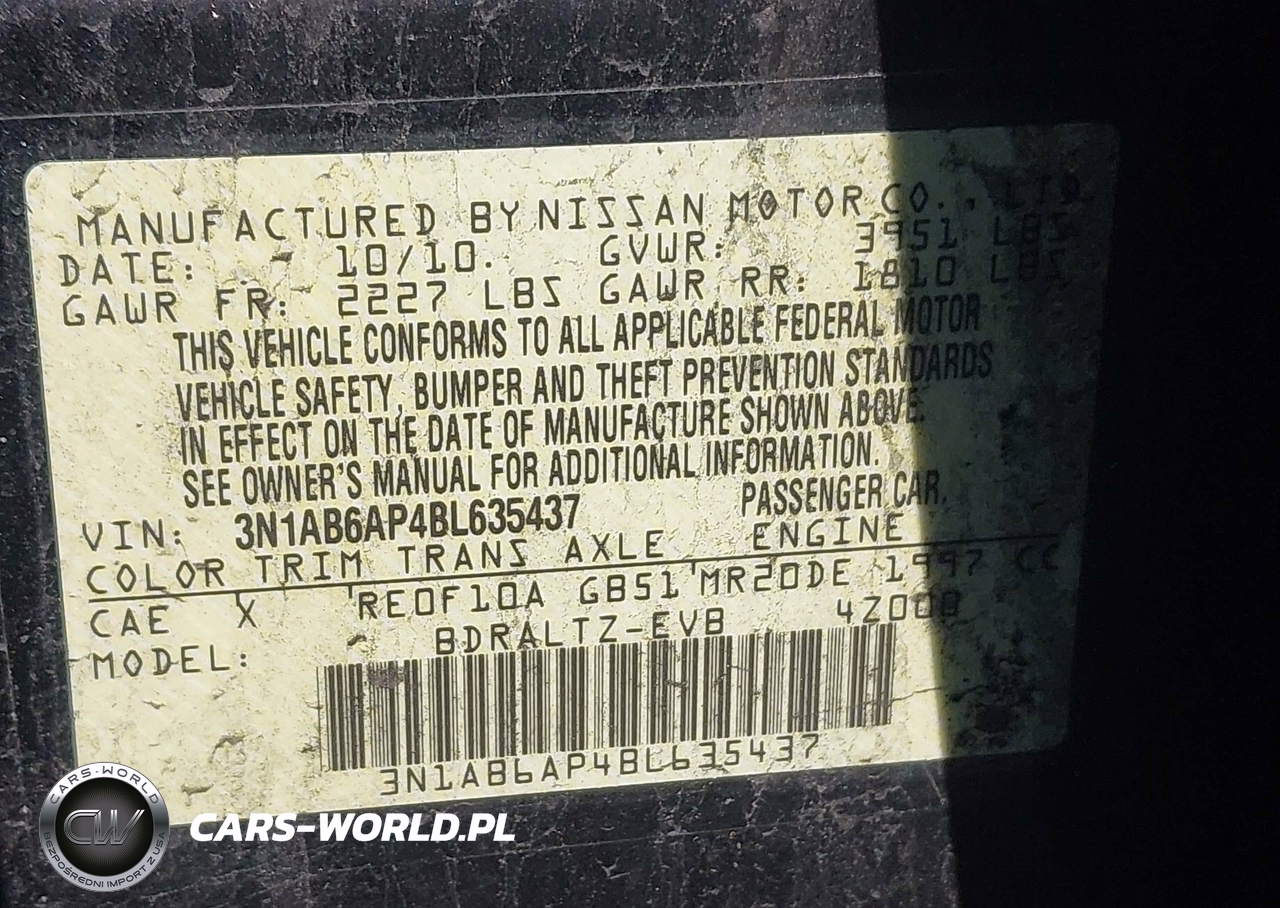 MANUFACTURED BY NISSAN MOTOR CO., LTD.
DATE: 10/10. GVWR: 3951 LBS
GAWR FR: 2227 LBS GAWR RR: 1810 LBS
THIS VEHICLE CONFORMS TO ALL APPLICABLE FEDERAL MOTOR
VEHICLE SAFETY, BUMPER AND THEFT PREVENTION STANDARDS
IN EFFECT ON THE DATE OF MANUFACTURE SHOWN ABOVE.
SEE OWNER'S MANUAL FOR ADDITIONAL INFORMATION.
VIN: 3N1AB6AP4BL635437 PASSENGER CAR.
COLOR TRIM TRANS AXLE ENGINE
CAE X RE0F10A GB51 MR20DE 1997 CC
MODEL: BDRALTZ-EVB 4Z000
3N1AB6AP4BL635437
CARS-WORLD
CW
BEZPOŚREDNI IMPORT Z USA
CARS-WORLD.PL